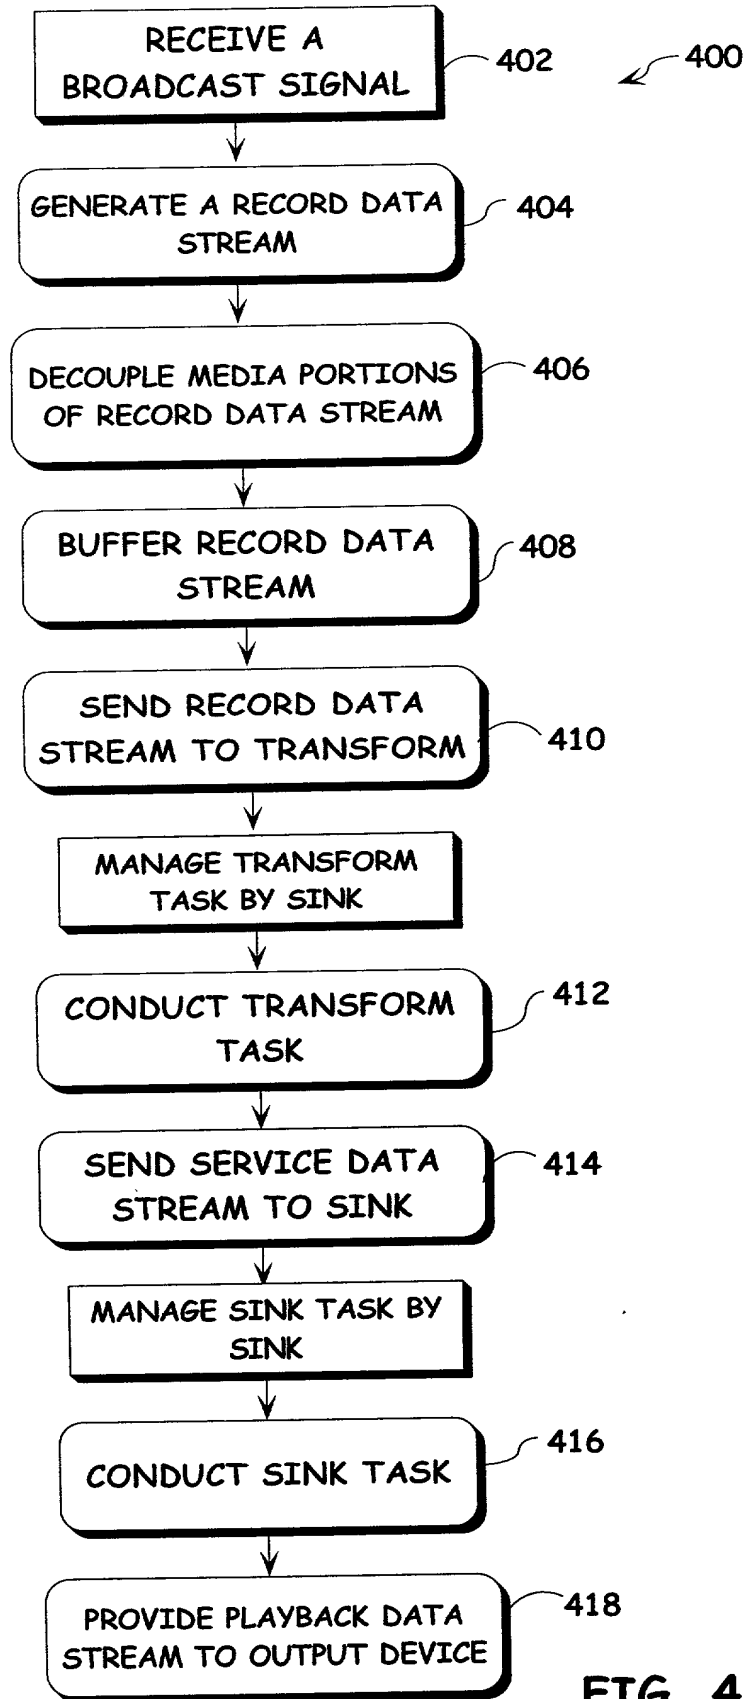 RECEIVE A
BROADCAST SIGNAL
402
400
GENERATE A RECORD DATA
STREAM
404
DECOUPLE MEDIA PORTIONS
OF RECORD DATA STREAM
406
BUFFER RECORD DATA
STREAM
408
SEND RECORD DATA
STREAM TO TRANSFORM
410
MANAGE TRANSFORM
TASK BY SINK
CONDUCT TRANSFORM
TASK
412
SEND SERVICE DATA
STREAM TO SINK
414
MANAGE SINK TASK BY
SINK
CONDUCT SINK TASK
416
PROVIDE PLAYBACK DATA
STREAM TO OUTPUT DEVICE
418
FIG. 4